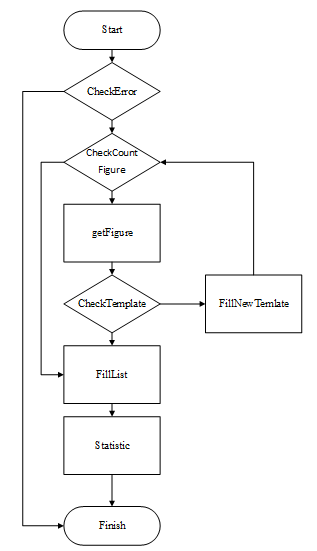 Start
CheckError
CheckCount
Figure
getFigure
CheckTemplate
FillNewTemlate
FillList
Statistic
Finish